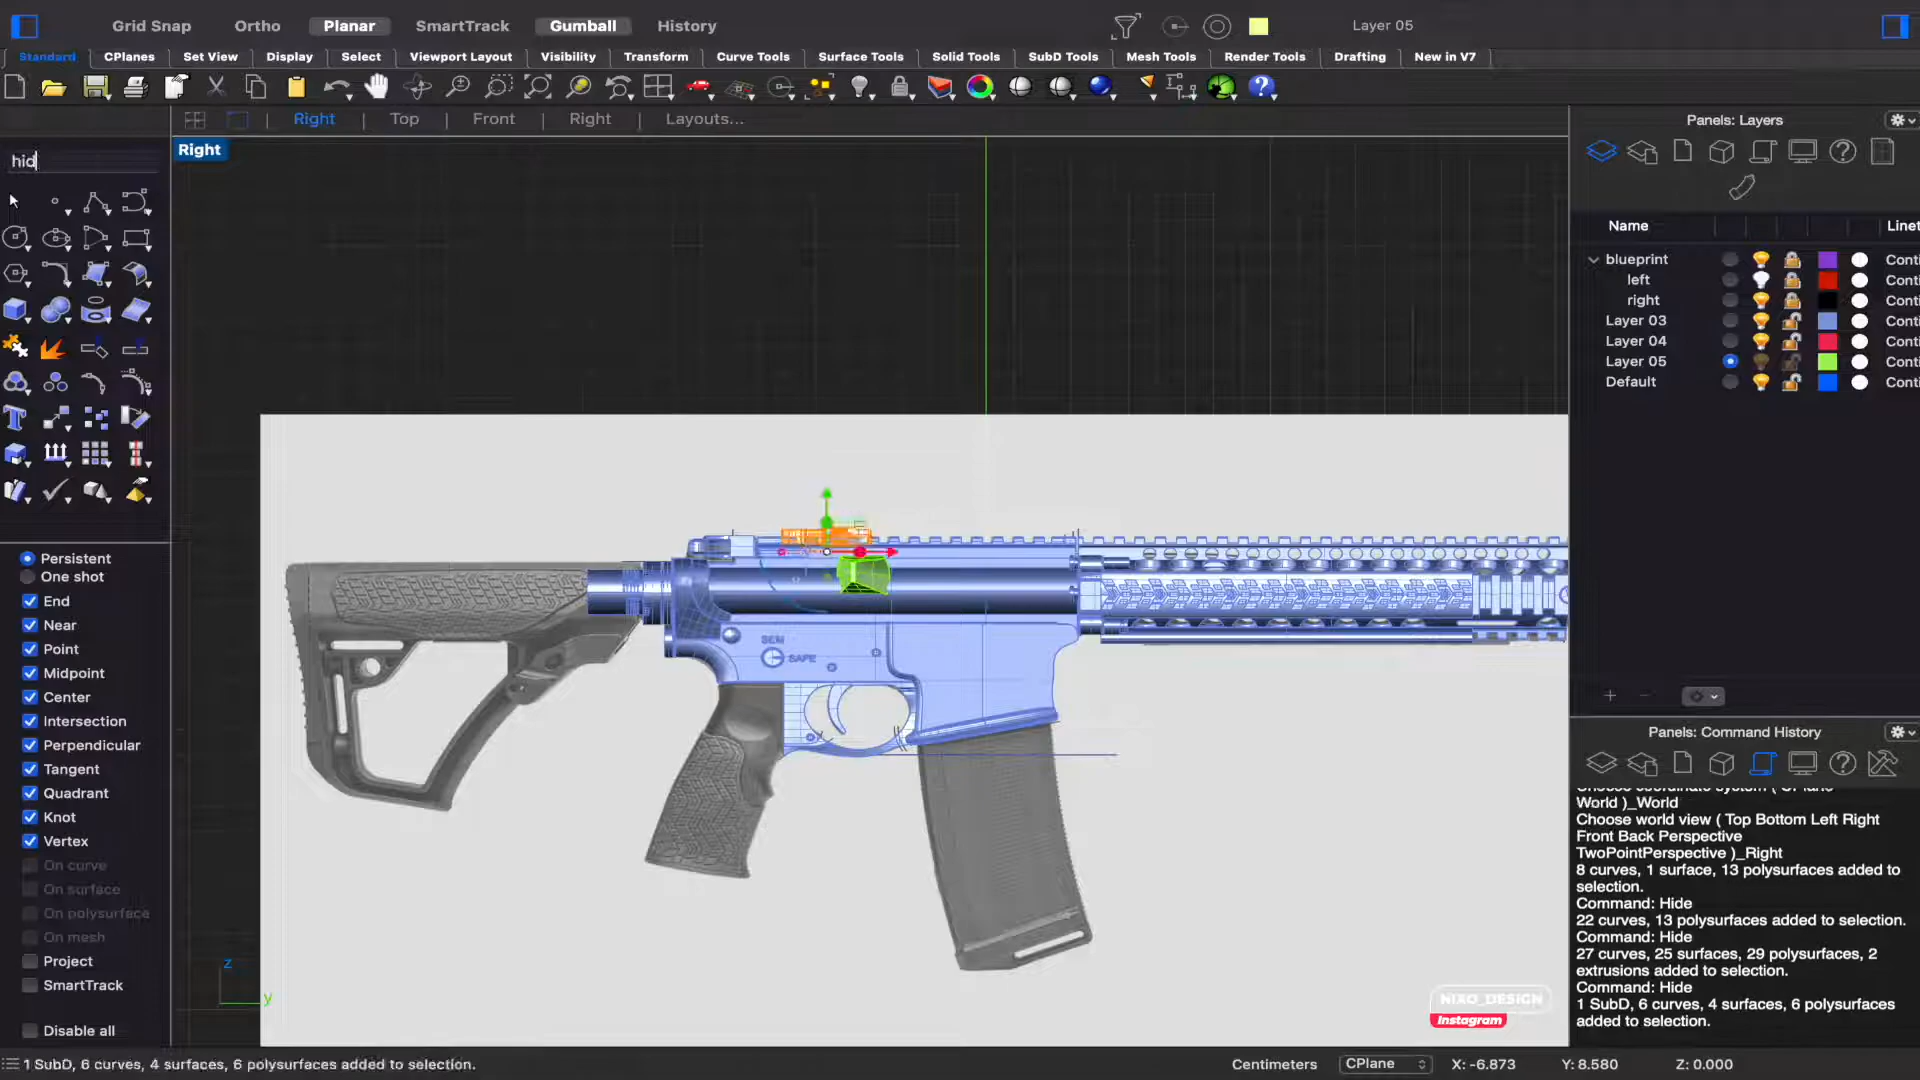 Grid Snap Ortho Planar SmartTrack Gumball History Layer 05
Standard CPlanes Set View Display Select Viewport Layout Visibility Transform Curve Tools Surface Tools Solid Tools SubD Tools Mesh Tools Render Tools Drafting New in V7
Right Top Front Right Layouts...
Panels: Layers
hid
Right
Name Linet
blueprint Conti
left Conti
right Conti
Layer 03 Conti
Layer 04 Conti
Layer 05 Conti
Default Conti
Persistent
One shot
End
Near
Point
Midpoint
Center
Intersection
Perpendicular
Tangent
Quadrant
Knot
Vertex
On curve
On surface
On polysurface
On mesh
Project
SmartTrack
Disable all
SEMI
SAFE
z
y
NIXO_DESIGN
Instagram
Panels: Command History
World )_World
Choose world view ( Top Bottom Left Right
Front Back Perspective
TwoPointPerspective )_Right
8 curves, 1 surface, 13 polysurfaces added to
selection.
Command: Hide
22 curves, 13 polysurfaces added to selection.
Command: Hide
27 curves, 25 surfaces, 29 polysurfaces, 2
extrusions added to selection.
Command: Hide
1 SubD, 6 curves, 4 surfaces, 6 polysurfaces
added to selection.
1 SubD, 6 curves, 4 surfaces, 6 polysurfaces added to selection.
Centimeters CPlane X: -6.873 Y: 8.580 Z: 0.000